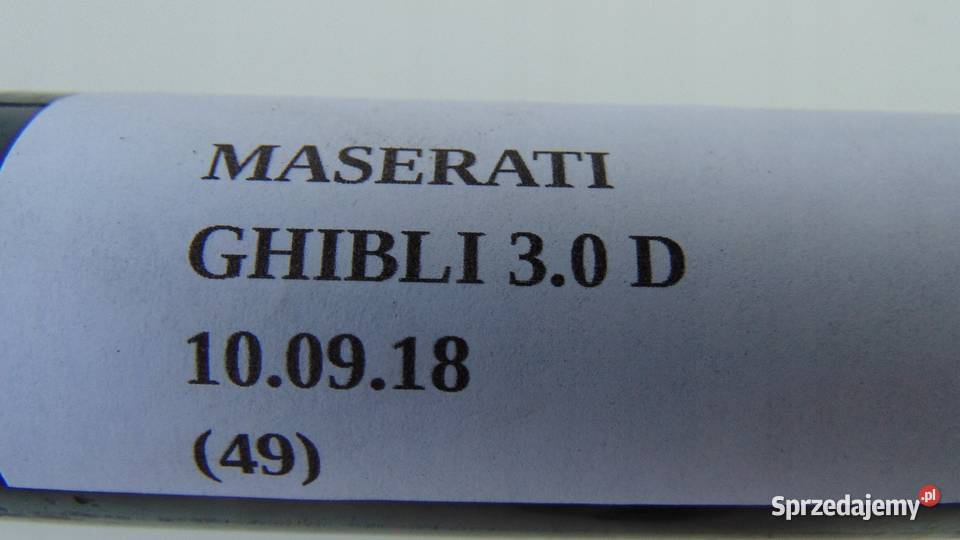 MASERATI
GHIBLI 3.0 D
10.09.18
(49)
Sprzedajemy.pl